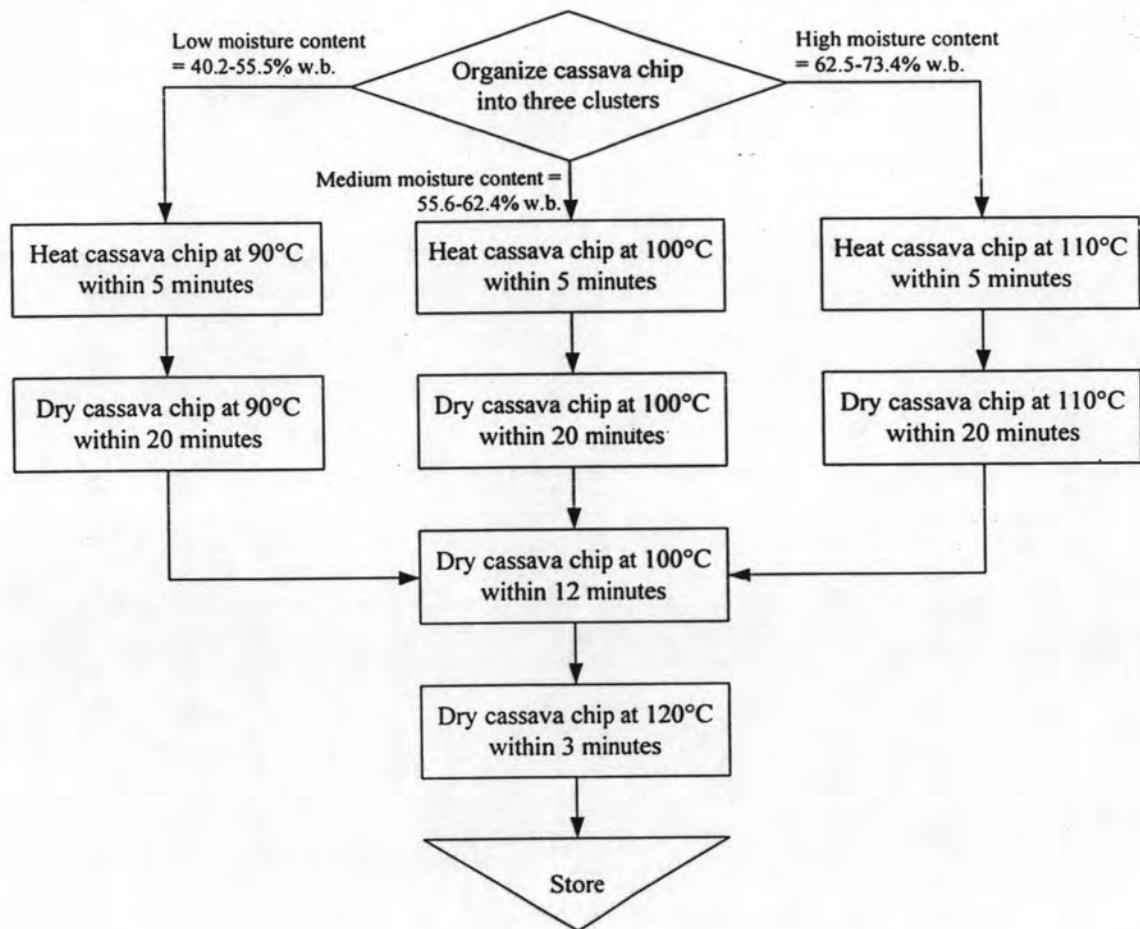 Low moisture content
= 40.2-55.5% w.b.
Organize cassava chip
into three clusters
High moisture content
= 62.5-73.4% w.b.
Medium moisture content =
55.6-62.4% w.b.
Heat cassava chip at 90°C
within 5 minutes
Heat cassava chip at 100°C
within 5 minutes
Heat cassava chip at 110°C
within 5 minutes
Dry cassava chip at 90°C
within 20 minutes
Dry cassava chip at 100°C
within 20 minutes
Dry cassava chip at 110°C
within 20 minutes
Dry cassava chip at 100°C
within 12 minutes
Dry cassava chip at 120°C
within 3 minutes
Store